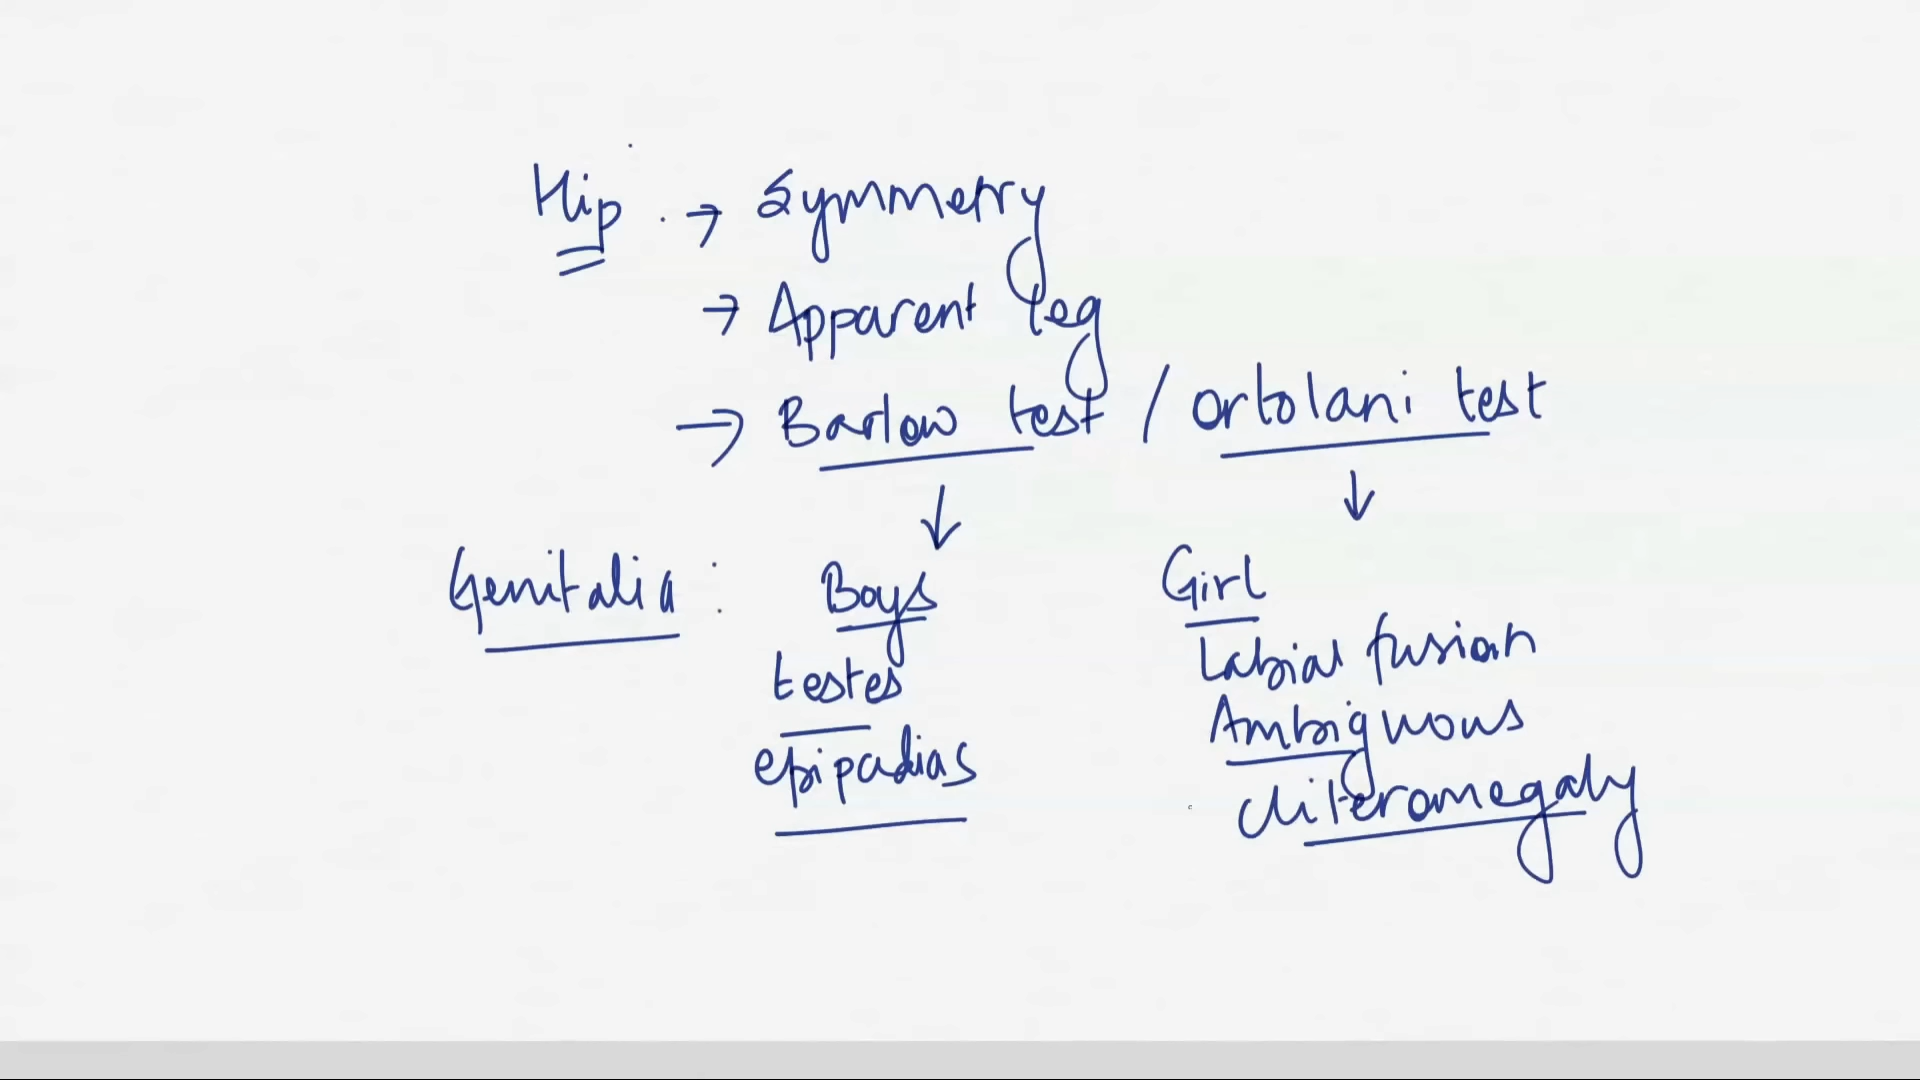 Hip . → Symmetry
→ Apparent leg
→ Barlow test / Ortolani test
↓ ↓
Genitalia : Boys Girl
testes Labial fusion
epipadias Ambiguous
cliteromegaly